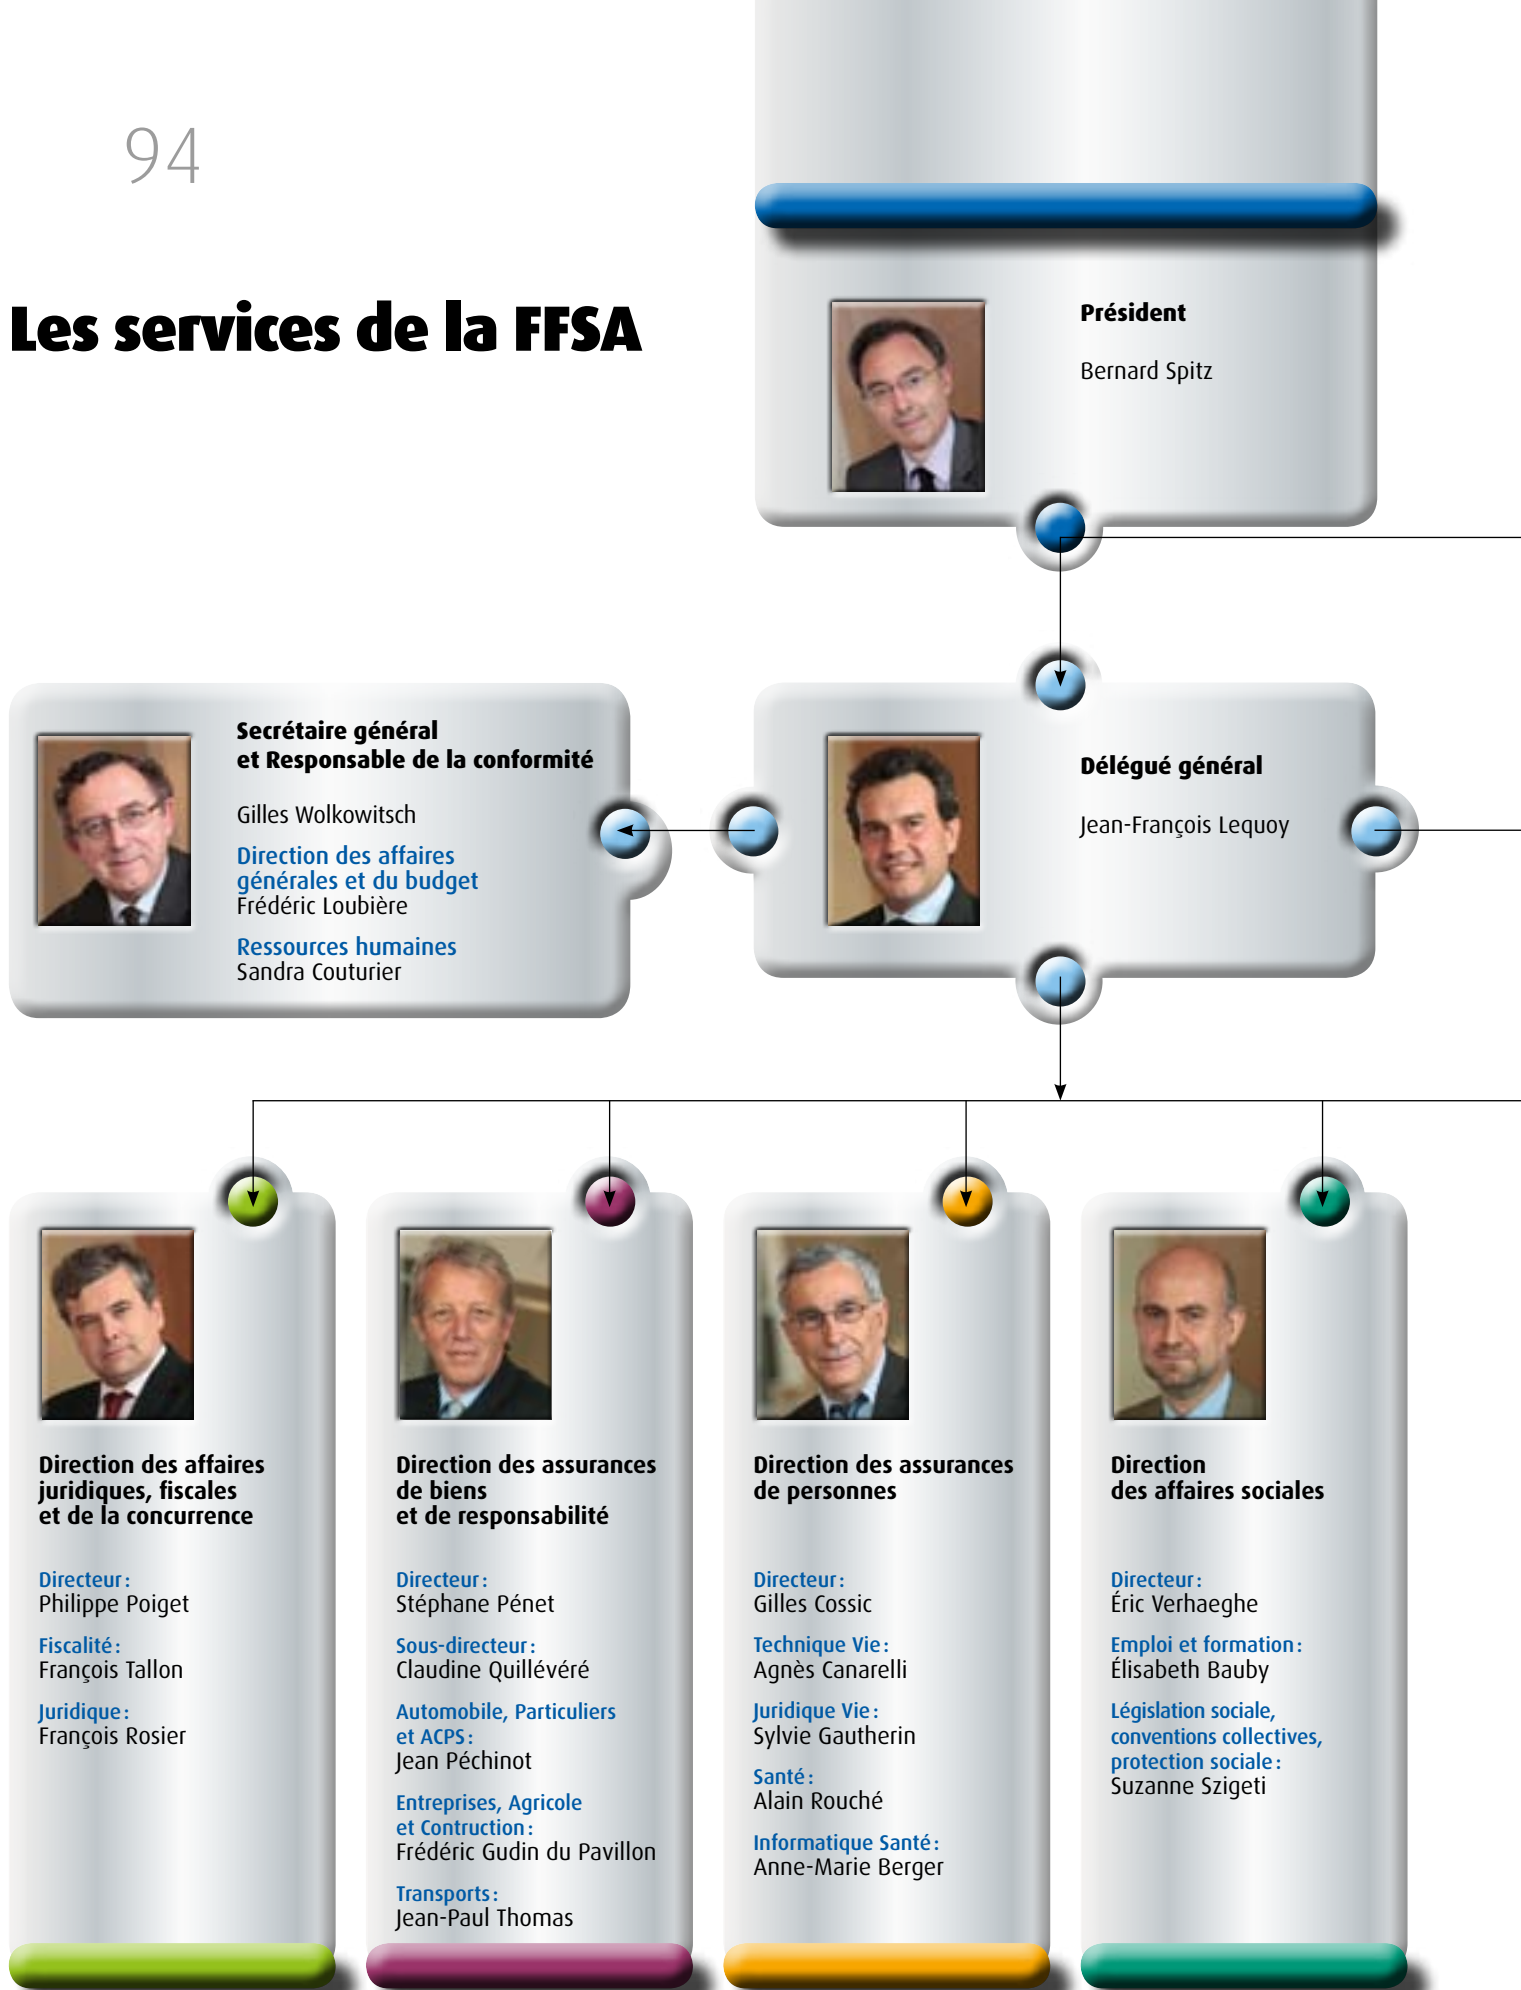 94
Les services de la FFSA
Président
Bernard Spitz
Secrétaire général
et Responsable de la conformité
Gilles Wolkowitsch
Direction des affaires
générales et du budget
Frédéric Loubière
Ressources humaines
Sandra Couturier
Délégué général
Jean-François Lequoy
Direction des affaires
juridiques, fiscales
et de la concurrence
Directeur :
Philippe Poiget
Fiscalité :
François Tallon
Juridique :
François Rosier
Direction des assurances
de biens
et de responsabilité
Directeur :
Stéphane Pénet
Sous-directeur :
Claudine Quillévéré
Automobile, Particuliers
et ACPS :
Jean Péchinot
Entreprises, Agricole
et Contruction :
Frédéric Gudin du Pavillon
Transports :
Jean-Paul Thomas
Direction des assurances
de personnes
Directeur :
Gilles Cossic
Technique Vie :
Agnès Canarelli
Juridique Vie :
Sylvie Gautherin
Santé :
Alain Rouché
Informatique Santé :
Anne-Marie Berger
Direction
des affaires sociales
Directeur :
Éric Verhaeghe
Emploi et formation :
Élisabeth Bauby
Législation sociale,
conventions collectives,
protection sociale :
Suzanne Szigeti